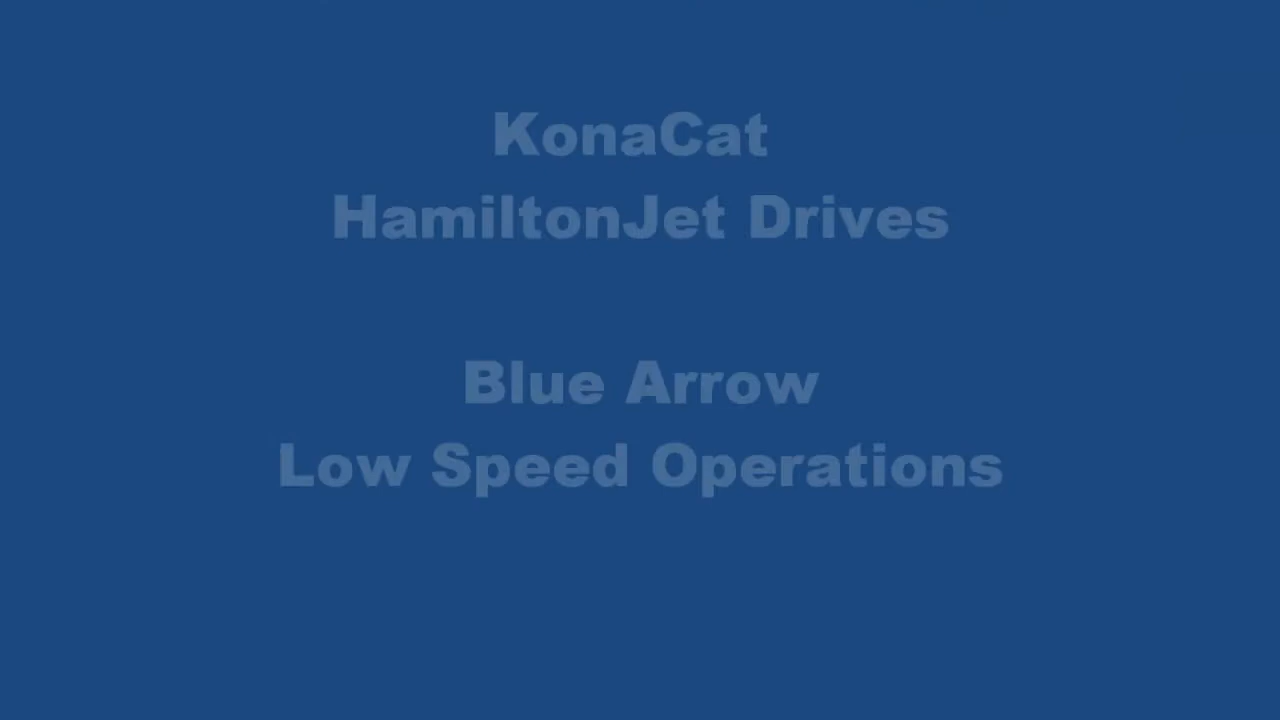 KonaCat
HamiltonJet Drives
Blue Arrow
Low Speed Operations